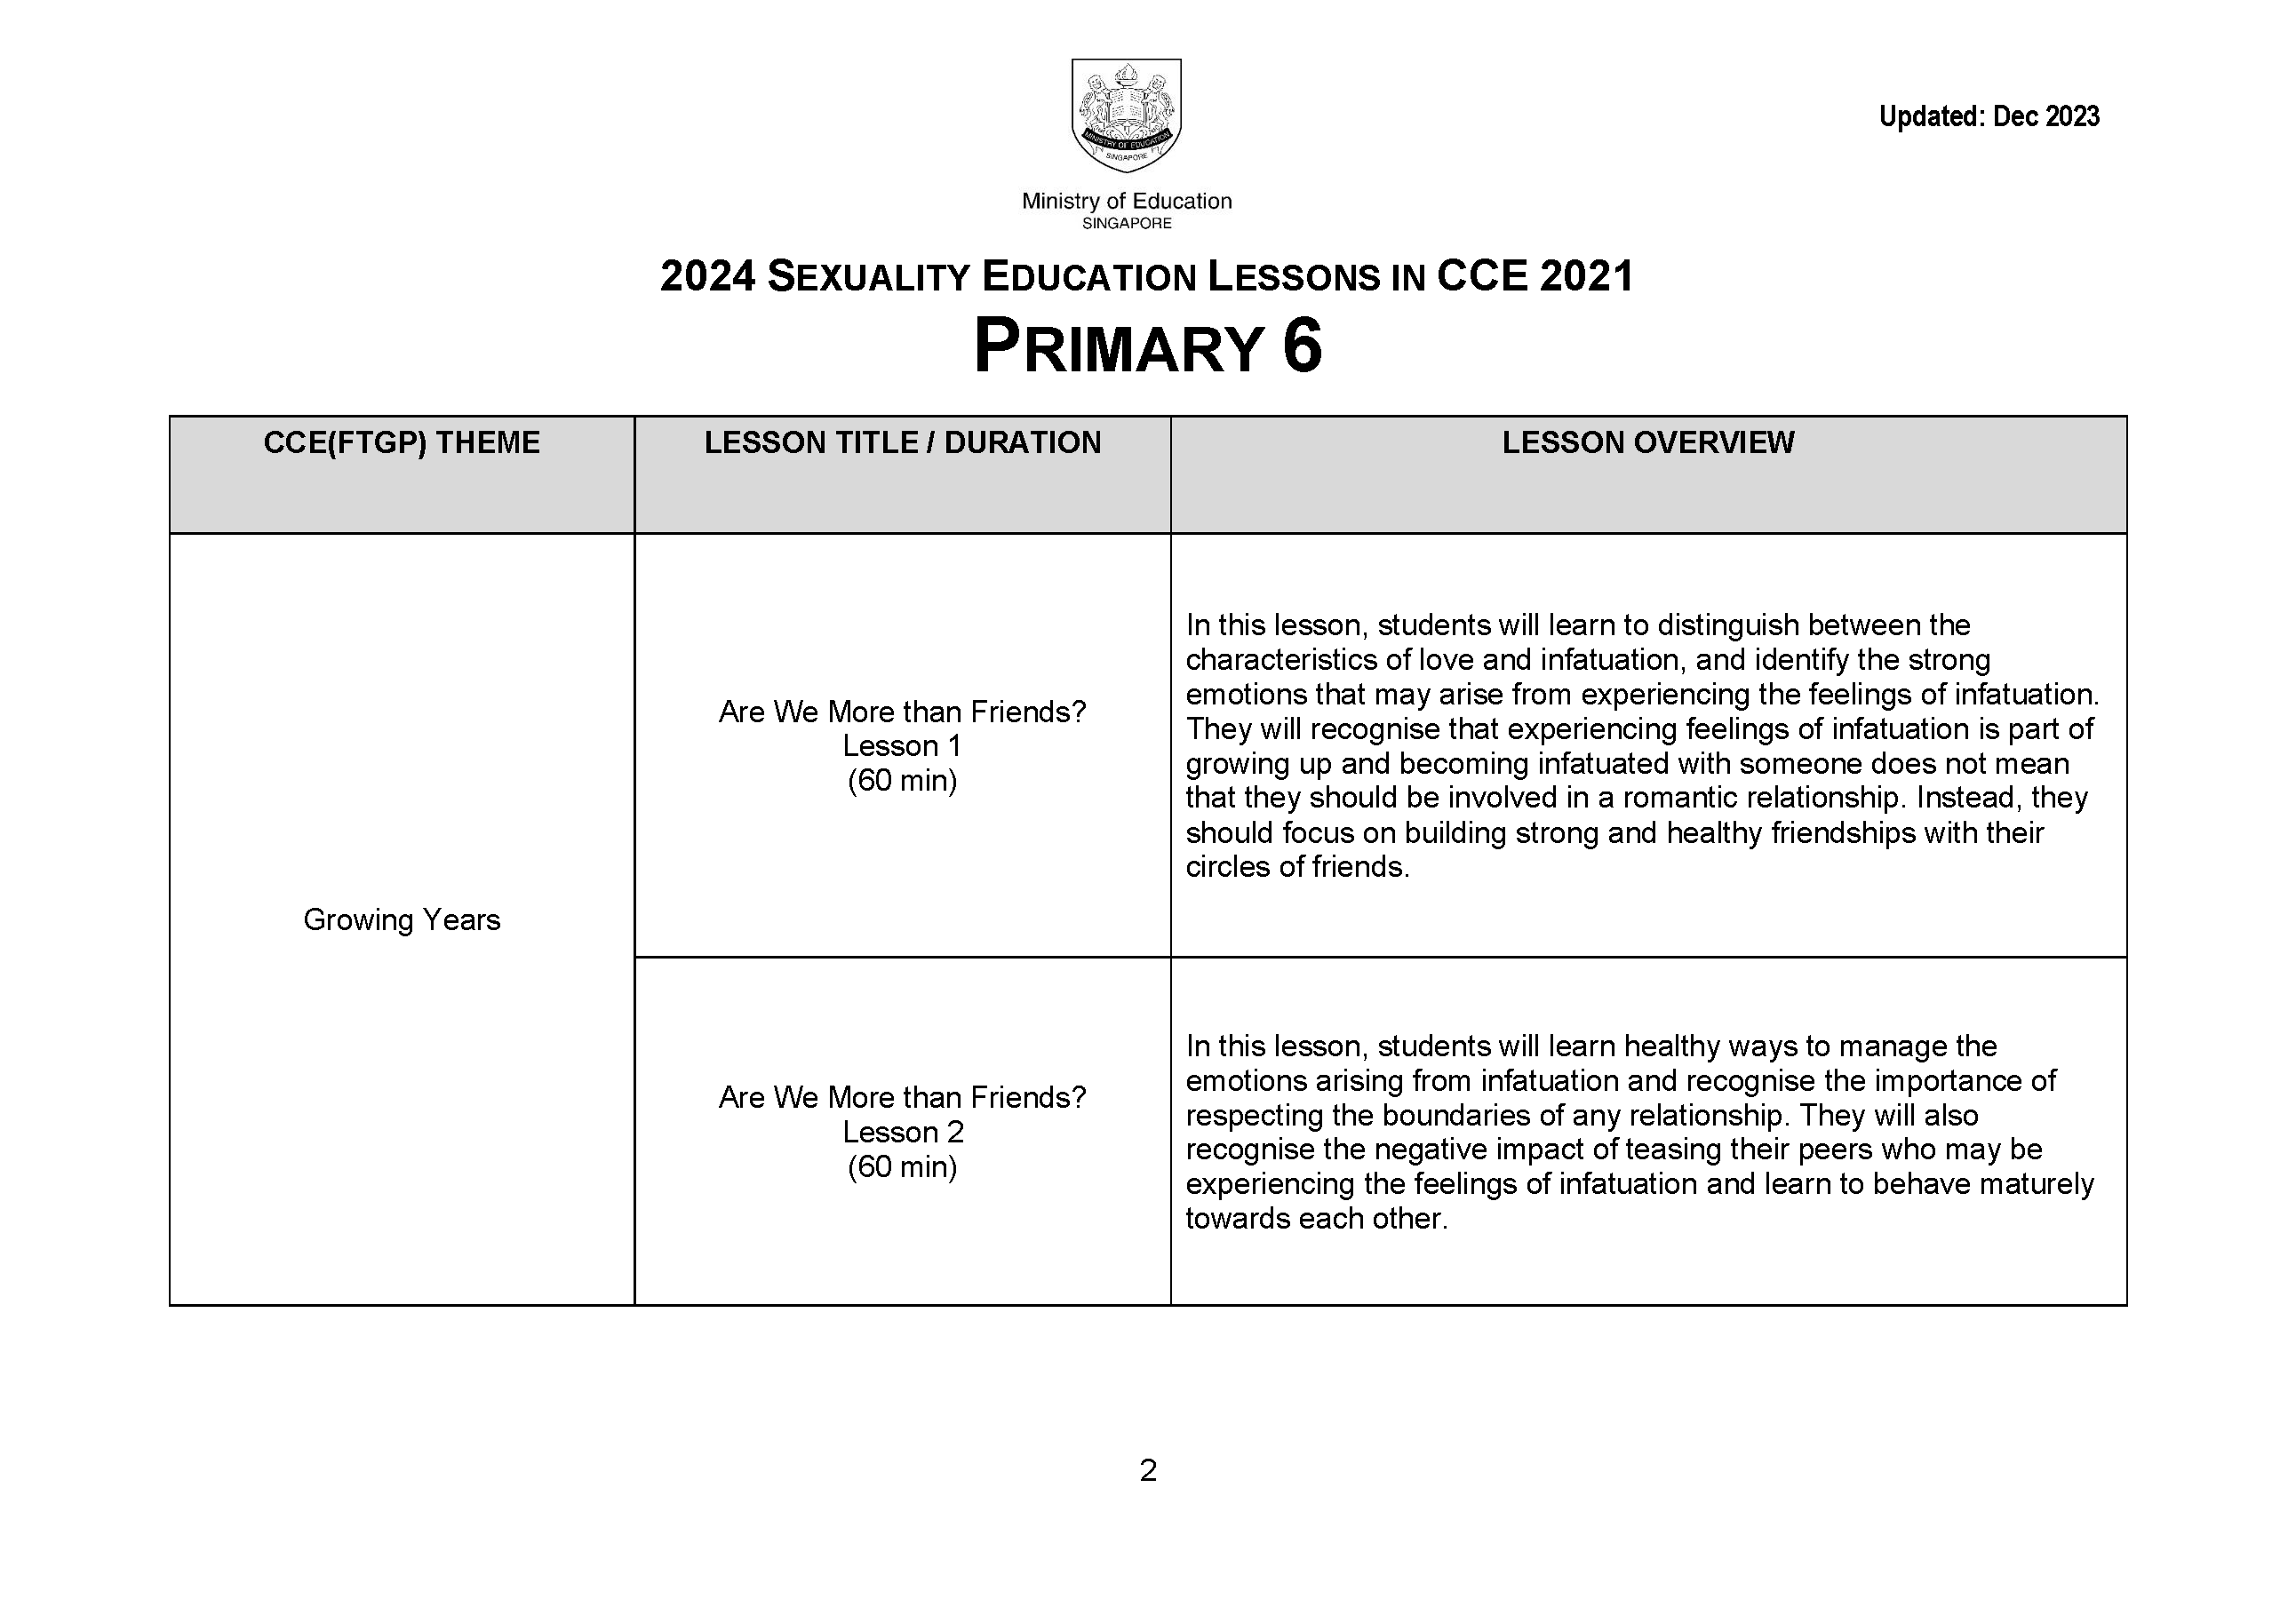 MINISTRY OF EDUCATION
SINGAPORE
Updated: Dec 2023
Ministry of Education
SINGAPORE
2024 SEXUALITY EDUCATION LESSONS IN CCE 2021
PRIMARY 6
CCE(FTGP) THEME
LESSON TITLE / DURATION
LESSON OVERVIEW
Growing Years
Are We More than Friends?
Lesson 1
(60 min)
In this lesson, students will learn to distinguish between the
characteristics of love and infatuation, and identify the strong
emotions that may arise from experiencing the feelings of infatuation.
They will recognise that experiencing feelings of infatuation is part of
growing up and becoming infatuated with someone does not mean
that they should be involved in a romantic relationship. Instead, they
should focus on building strong and healthy friendships with their
circles of friends.
Are We More than Friends?
Lesson 2
(60 min)
In this lesson, students will learn healthy ways to manage the
emotions arising from infatuation and recognise the importance of
respecting the boundaries of any relationship. They will also
recognise the negative impact of teasing their peers who may be
experiencing the feelings of infatuation and learn to behave maturely
towards each other.
2